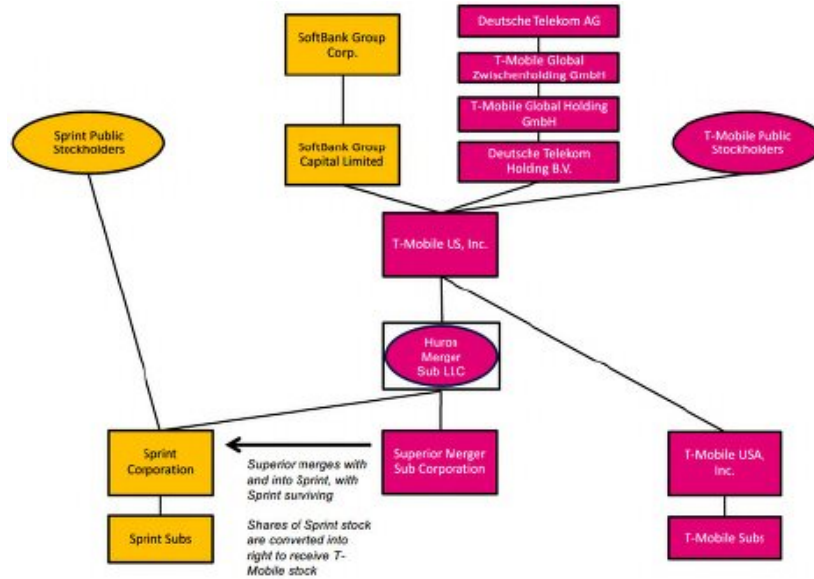 Deutsche Telekom AG
SoftBank Group
Corp.
T-Mobile Global
Zwischenholding GmbH
T-Mobile Global Holding
GmbH
Sprint Public
Stockholders
SoftBank Group
Capital Limited
Deutsche Telekom
Holding B.V.
T-Mobile Public
Stockholders
T-Mobile US, Inc.
Huron
Merger
Sub LLC
Sprint
Corporation
Superior merges with
and into Sprint, with
Sprint surviving
Shares of Sprint stock
are converted into
right to receive T-
Mobile stock
Superior Merger
Sub Corporation
T-Mobile USA,
Inc.
Sprint Subs
T-Mobile Subs